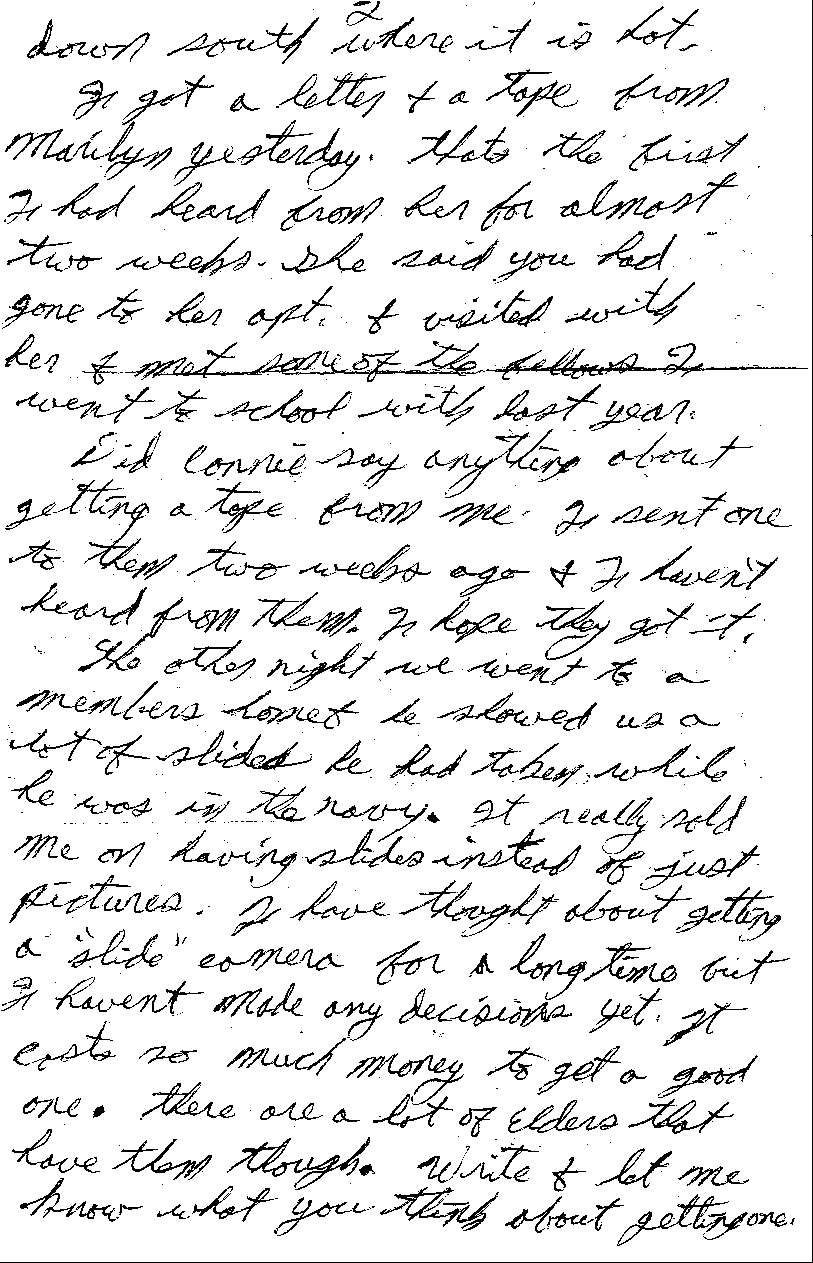 2
down south where it is hot.
I got a letter & a tape from
Marilyn yesterday. thats the first
I had heard from her for almost
two weeks. She said you had
gone to her apt. & visited with
her & met some of the fellows I
went to school with last year.
Did Connie say anything about
getting a tape from me. I sent one
to them two weeks ago & I haven't
heard from them. I hope they got it.
The other night we went to a
members home & he showed us a
lot of slides he had taken while
he was in the navy. It really sold
me on having slides instead of just
pictures. I have thought about getting
a "slide" camera for a long time but
I havent made any decisions yet. It
costs so much money to get a good
one. there are a lot of Elders that
have them though. Write & let me
know what you think about getting one.